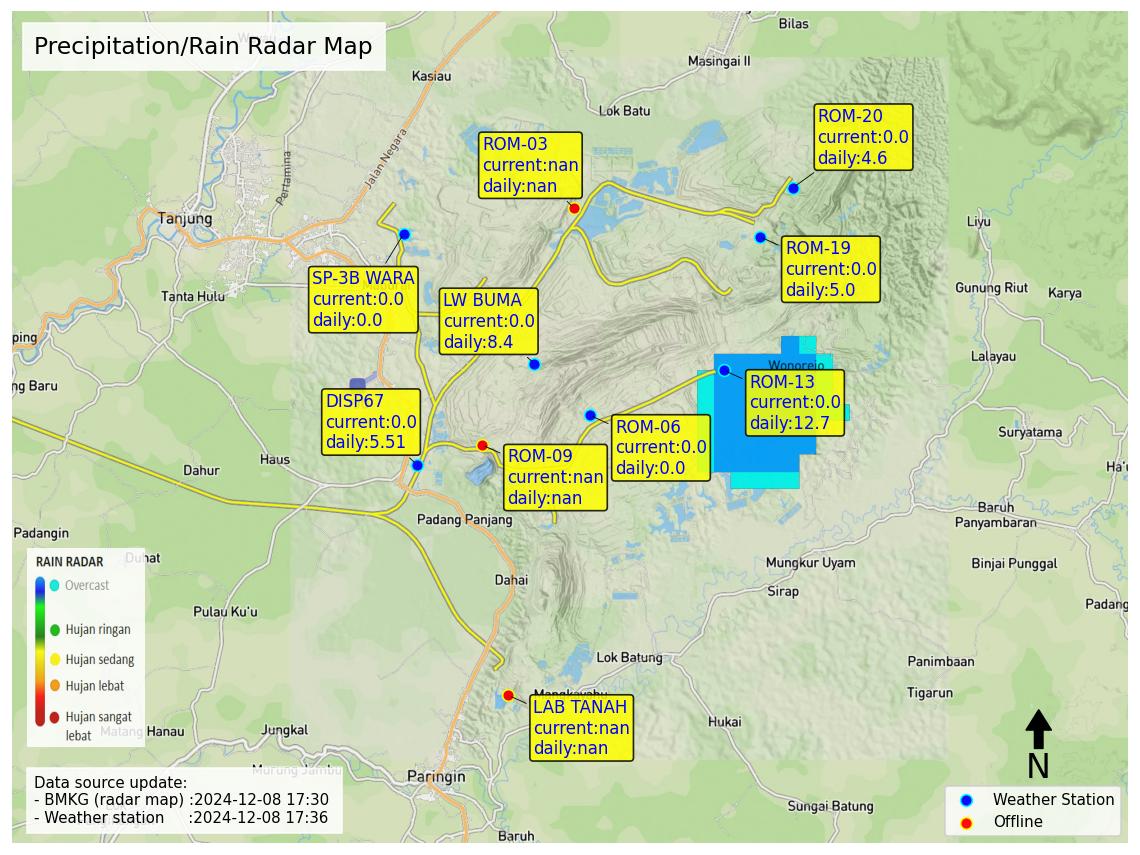 Precipitation/Rain Radar Map
Bilas
Masingai II
Kasiau
Lok Batu
Jalan Negara
Pertamina
Tanjung
Tanta Hulu
ROM-03
current:nan
daily:nan
ROM-20
current:0.0
daily:4.6
ROM-19
current:0.0
daily:5.0
SP-3B WARA
current:0.0
daily:0.0
LW BUMA
current:0.0
daily:8.4
Liyu
Gunung Riut
Karya
Lalayau
ping
ng Baru
Wonorejo
ROM-13
current:0.0
daily:12.7
DISP67
current:0.0
daily:5.51
ROM-06
current:0.0
daily:0.0
ROM-09
current:nan
daily:nan
Suryatama
Haus
Dahur
Ha'u
Padang Panjang
Baruh
Panyambaran
Padangin
Duhat
Mungkur Uyam
Binjai Punggal
Dahai
Sirap
Padang
Pulau Ku'u
RAIN RADAR
Overcast
Hujan ringan
Hujan sedang
Hujan lebat
Hujan sangat
lebat
Lok Batung
Panimbaan
Tigarun
LAB TANAH
current:nan
daily:nan
Hukai
Matang Hanau
Jungkal
Murung Jambu
Paringin
Sungai Batung
Baruh
N
Data source update:
- BMKG (radar map) :2024-12-08 17:30
- Weather station :2024-12-08 17:36
Weather Station
Offline